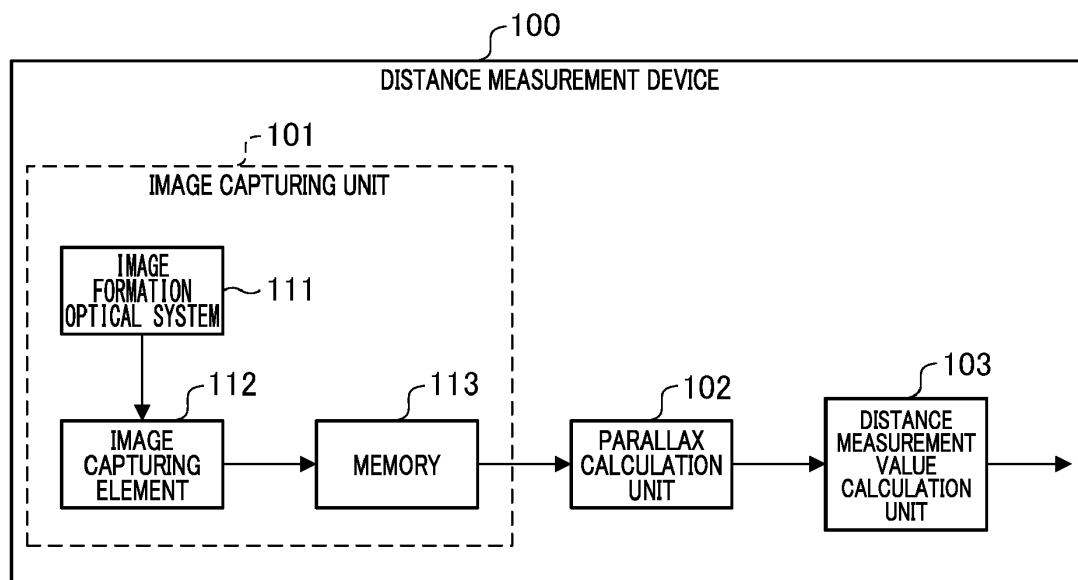 100
DISTANCE MEASUREMENT DEVICE
101
IMAGE CAPTURING UNIT
IMAGE
FORMATION
OPTICAL SYSTEM
111
112
IMAGE
CAPTURING
ELEMENT
113
MEMORY
102
PARALLAX
CALCULATION
UNIT
103
DISTANCE
MEASUREMENT
VALUE
CALCULATION
UNIT